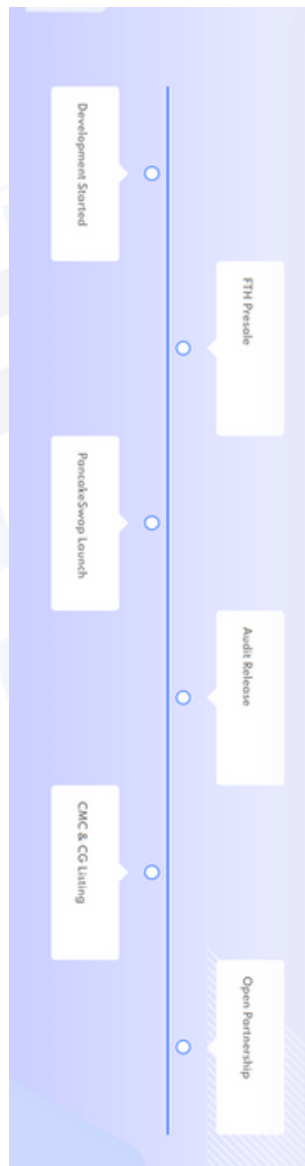 Development Started
FTH Presale
PancakeSwap Launch
Audit Release
CMC & CG Listing
Open Partnership